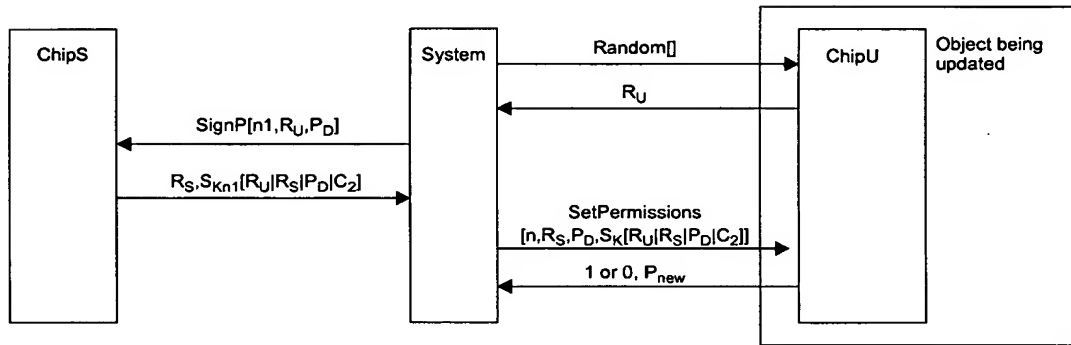 ChipS
System
Random[]
ChipU
Object being
updated
R_U
SignP[n1,R_U,P_D]
R_S,S_Kn1[R_U|R_S|P_D|C_2]
SetPermissions
[n,R_S,P_D,S_K[R_U|R_S|P_D|C_2]]
1 or 0, P_new